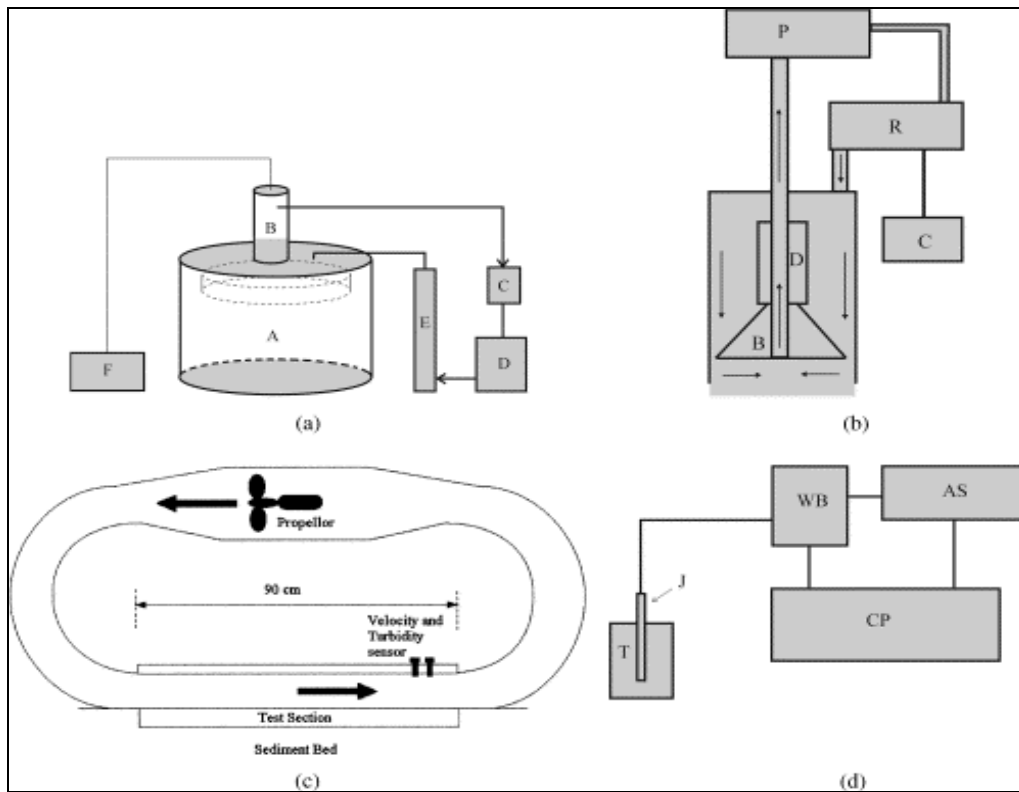 B
A
C
E
D
F
(a)
P
R
C
D
B
(b)
Propellor
90 cm
Velocity and
Turbidity
sensor
Test Section
Sediment Bed
(c)
WB
AS
J
T
CP
(d)